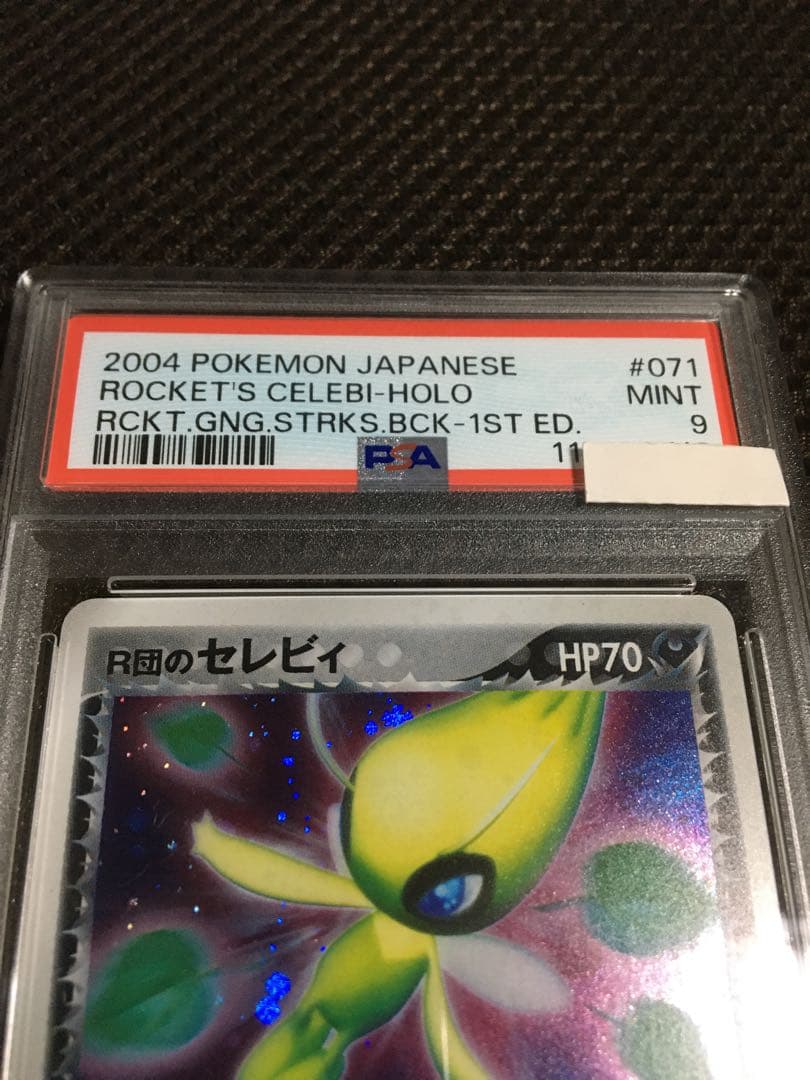 2004 POKEMON JAPANESE #071
ROCKET'S CELEBI-HOLO MINT
RCKT.GNG.STRKS.BCK-1ST ED. 9
PSA 11
R団のセレビィ HP70